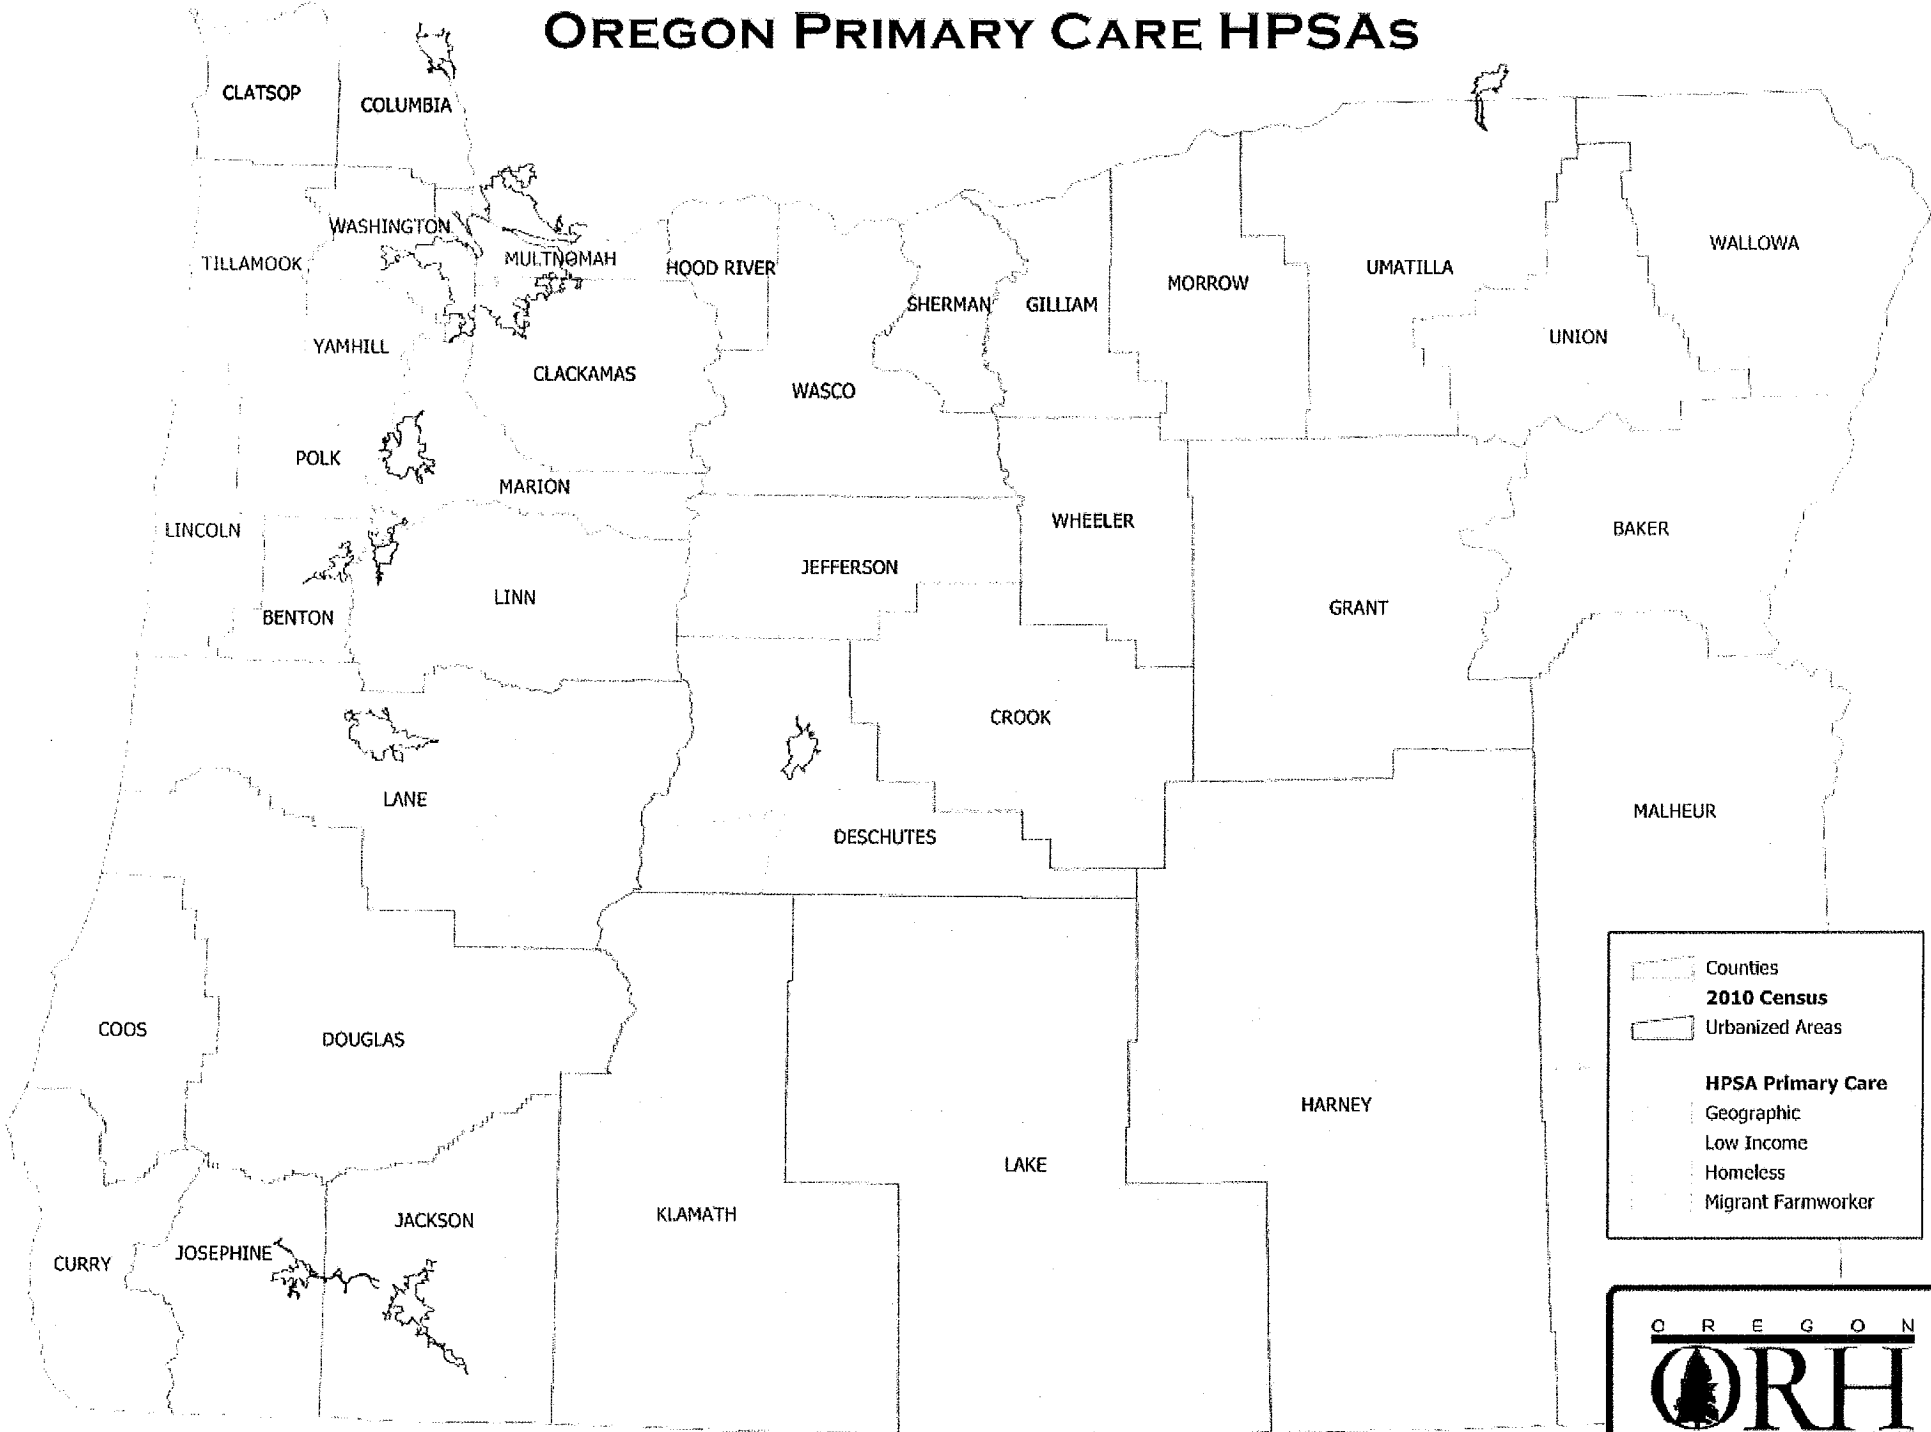 OREGON PRIMARY CARE HPSAS
CLATSOP
COLUMBIA
WASHINGTON
TILLAMOOK
MULTNOMAH
HOOD RIVER
SHERMAN
GILLIAM
MORROW
UMATILLA
WALLOWA
UNION
YAMHILL
CLACKAMAS
WASCO
POLK
MARION
LINCOLN
WHEELER
BAKER
JEFFERSON
LINN
BENTON
GRANT
CROOK
LANE
DESCHUTES
MALHEUR
COOS
DOUGLAS
HARNEY
LAKE
KLAMATH
JACKSON
JOSEPHINE
CURRY
Counties
2010 Census
Urbanized Areas
HPSA Primary Care
Geographic
Low Income
Homeless
Migrant Farmworker
OREGON
ORH